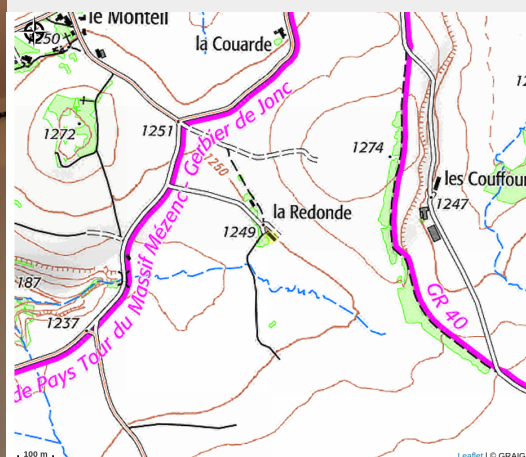 le Monteil
1250
la Couarde
1272
1251
1250
1274
les Couffour
1247
la Redonde
1249
187
1237
de Pays Tour du Massif Mézenc - Gerbier de Jonc
GR 40
100 m
Leaflet | © GRAIG